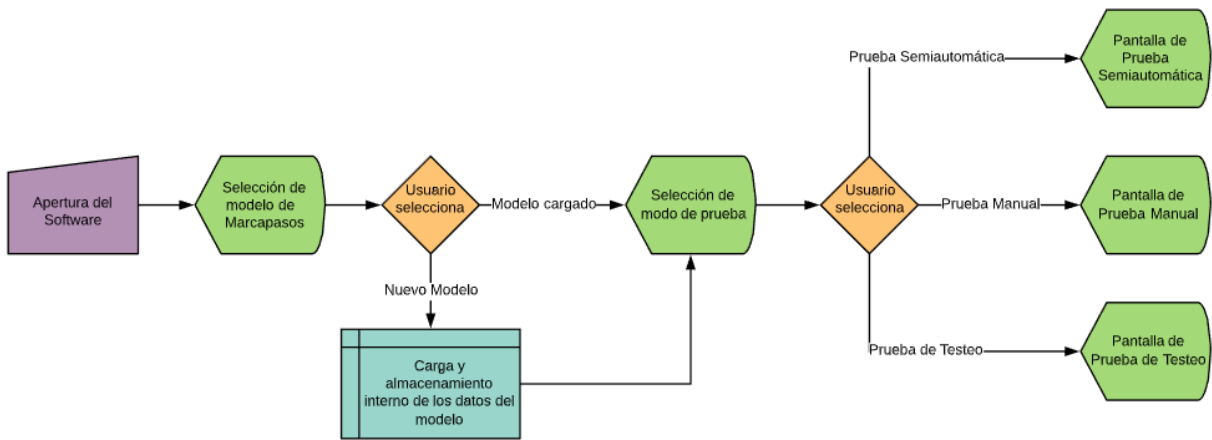 Apertura del
Software
Selección de
modelo de
Marcapasos
Usuario
selecciona
Modelo cargado
Nuevo Modelo
Carga y
almacenamiento
interno de los datos del
modelo
Selección de
modo de prueba
Usuario
selecciona
Prueba Semiautomática
Pantalla de
Prueba
Semiautomática
Prueba Manual
Pantalla de
Prueba Manual
Prueba de Testeo
Pantalla de
Prueba de Testeo